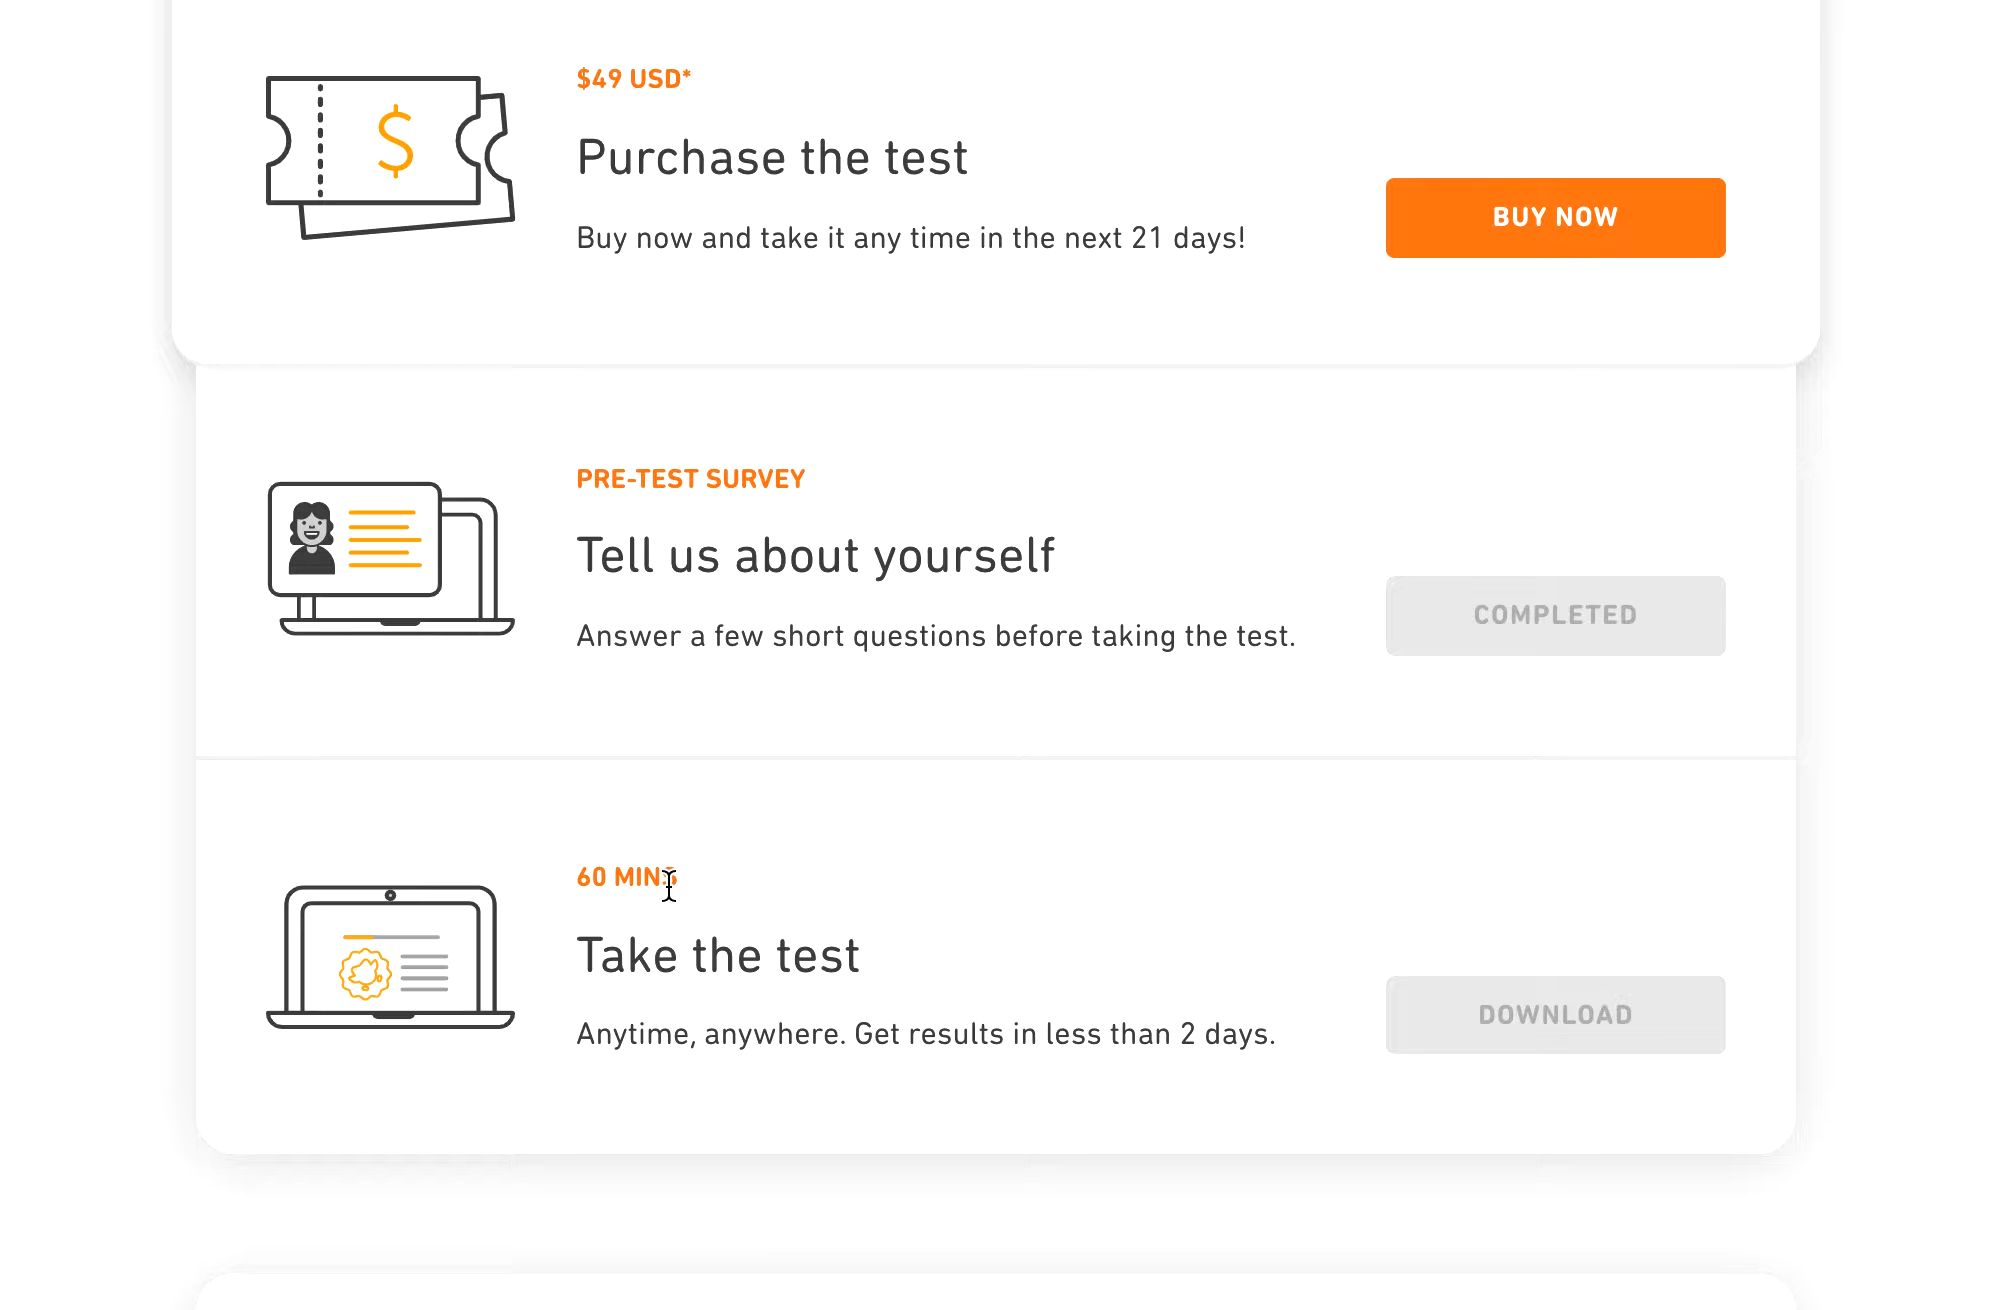 $49 USD*
Purchase the test
Buy now and take it any time in the next 21 days!
BUY NOW
PRE-TEST SURVEY
Tell us about yourself
Answer a few short questions before taking the test.
COMPLETED
60 MINS
Take the test
Anytime, anywhere. Get results in less than 2 days.
DOWNLOAD